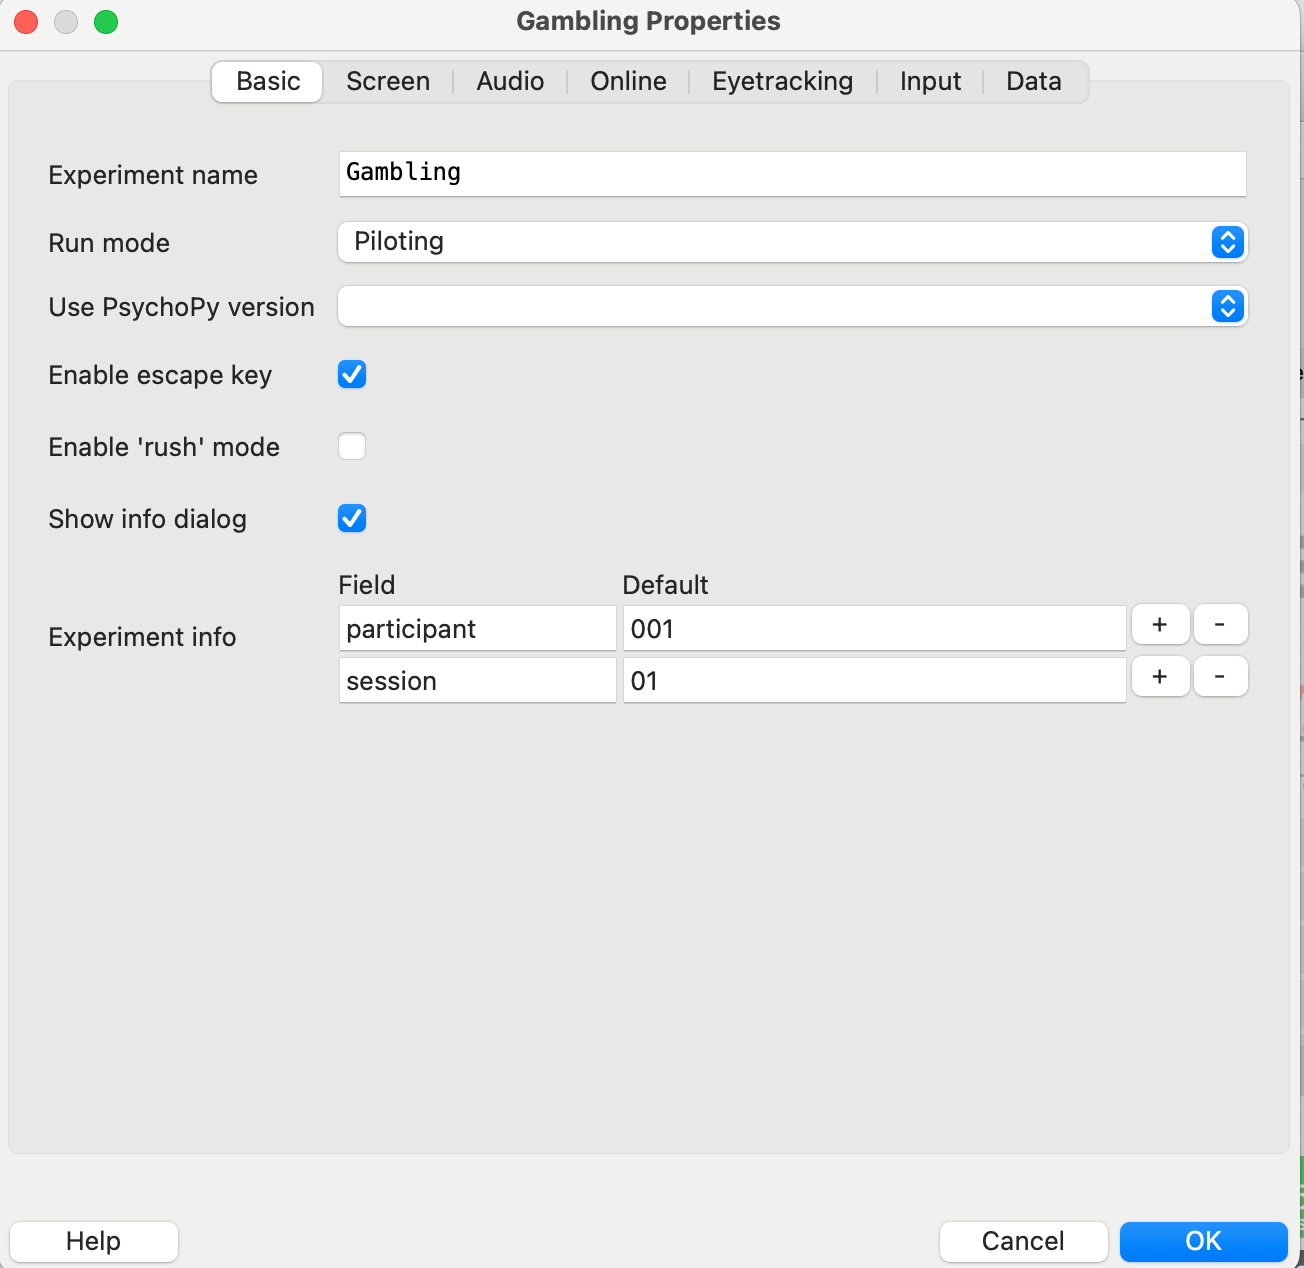 Gambling Properties
Basic Screen Audio Online Eyetracking Input Data
Experiment name Gambling
Run mode Piloting
Use PsychoPy version
Enable escape key
Enable 'rush' mode
Show info dialog
Field Default
Experiment info participant 001 + -
session 01 + -
Help Cancel OK